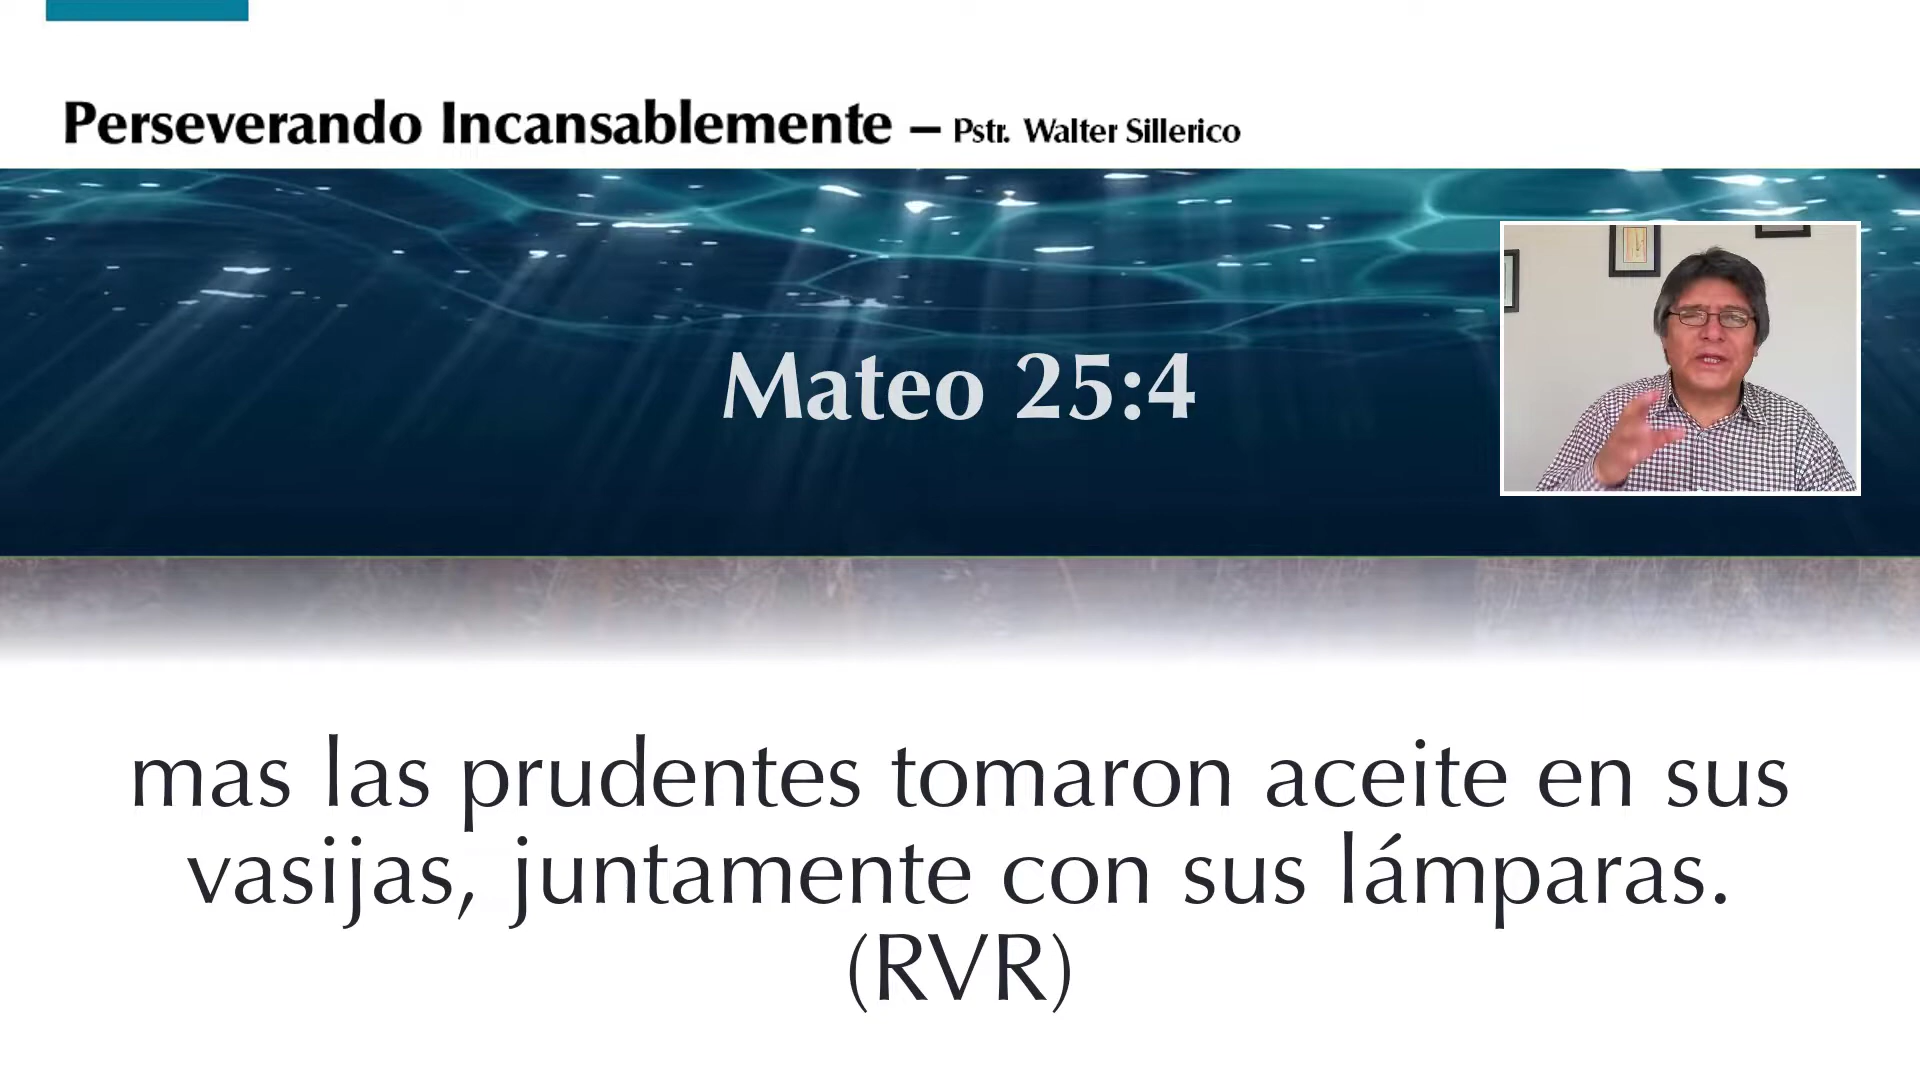 Perseverando Incansablemente — Pstr. Walter Sillerico
Mateo 25:4
mas las prudentes tomaron aceite en sus
vasijas, juntamente con sus lámparas.
(RVR)